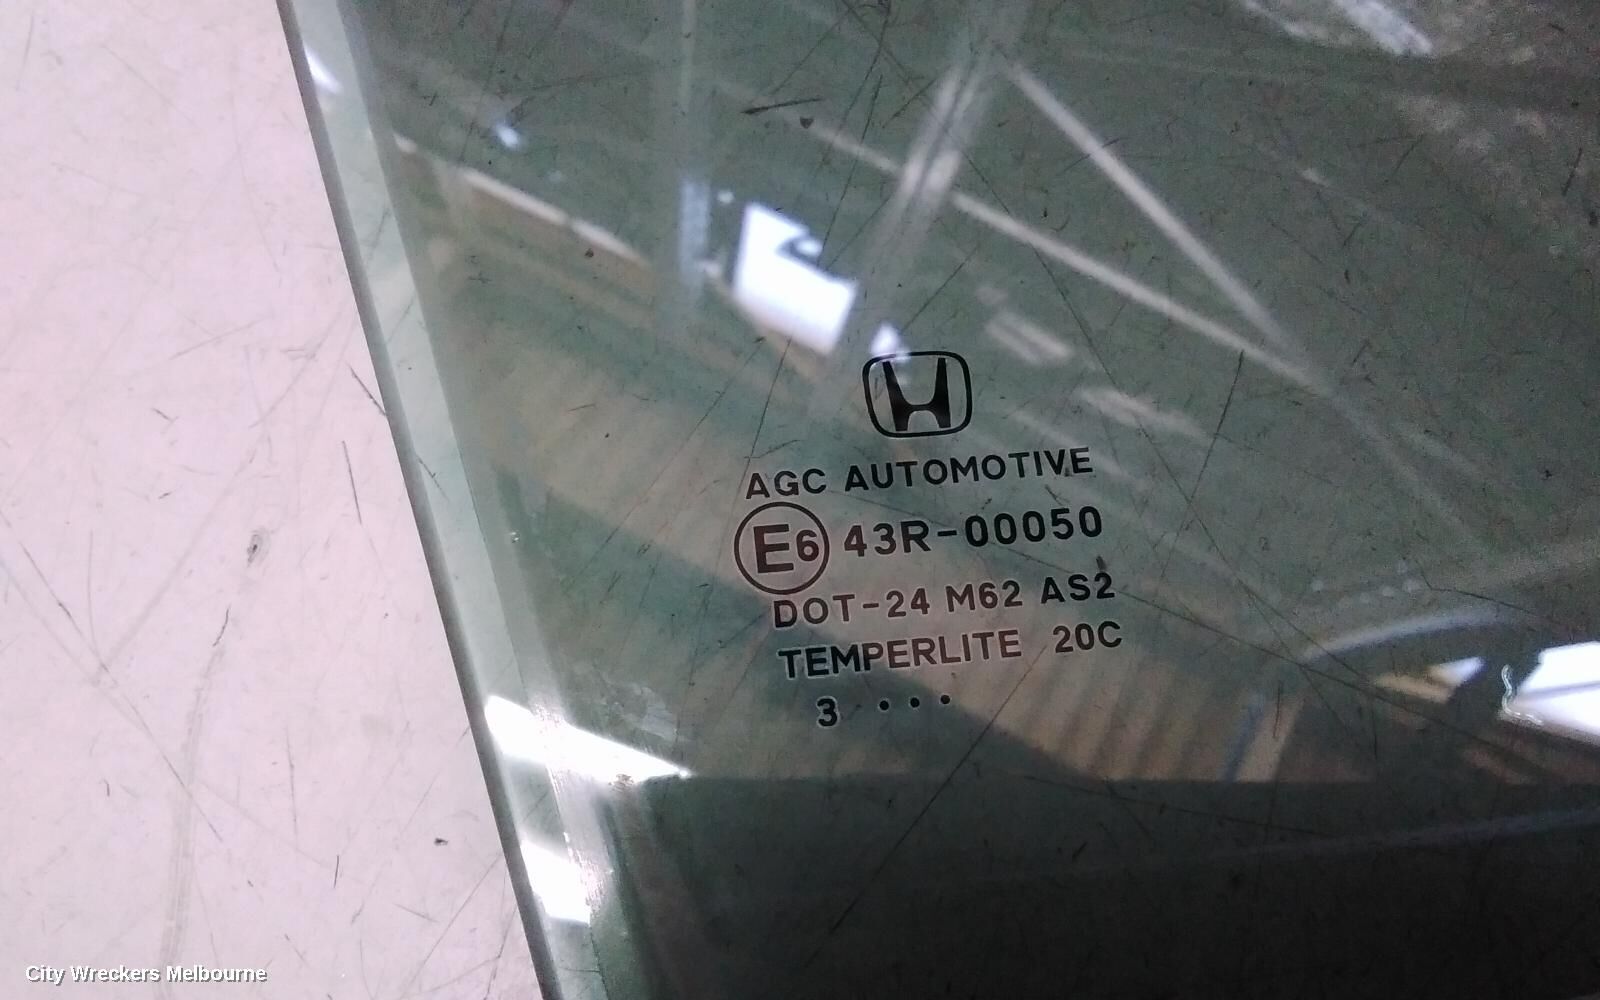 AGC AUTOMOTIVE
E6 43R-00050
DOT-24 M62 AS2
TEMPERLITE 20C
3 ...
City Wreckers Melbourne